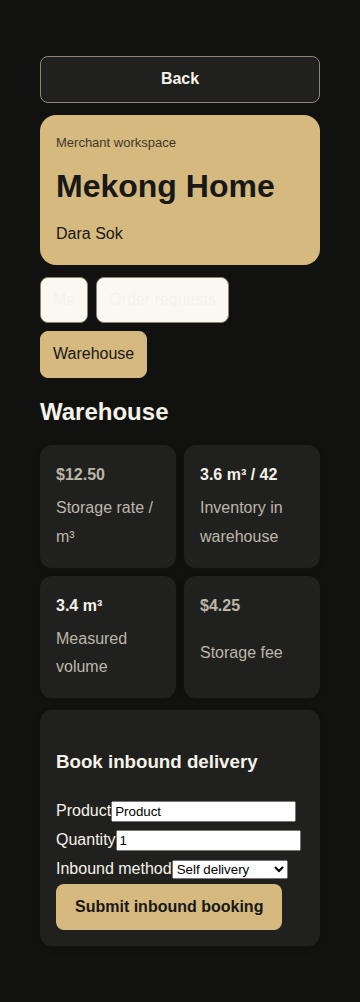 Back
Merchant workspace
Mekong Home
Dara Sok
Me Order requests
Warehouse
Warehouse
$12.50
Storage rate /
m³
3.6 m³ / 42
Inventory in
warehouse
3.4 m³
Measured
volume
$4.25
Storage fee
Book inbound delivery
Product Product
Quantity 1
Inbound method Self delivery
Submit inbound booking